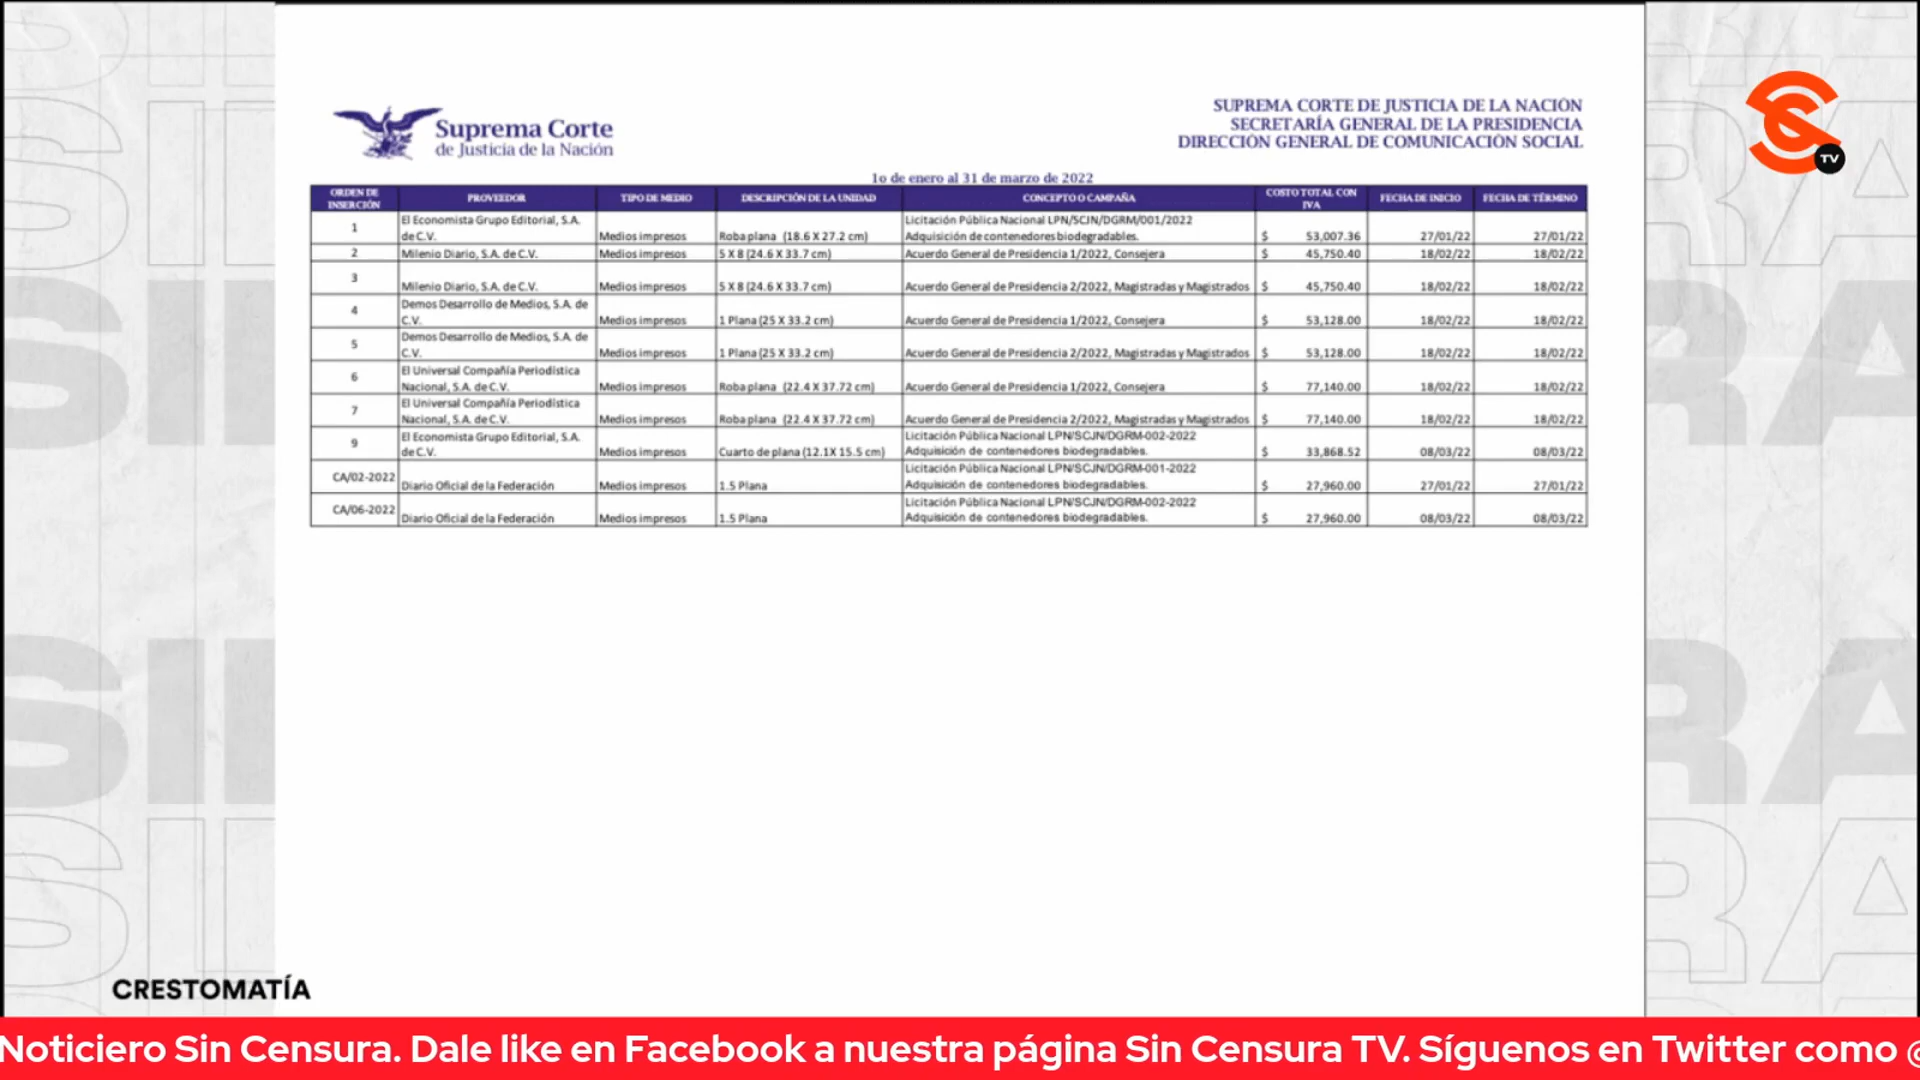 Suprema Corte
de Justicia de la Nación
SUPREMA CORTE DE JUSTICIA DE LA NACIÓN
SECRETARÍA GENERAL DE LA PRESIDENCIA
DIRECCIÓN GENERAL DE COMUNICACIÓN SOCIAL
TV
1o de enero al 31 de marzo de 2022
ORDEN DE INSERCIÓN PROVEEDOR TIPO DE MEDIO DESCRIPCIÓN DE LA UNIDAD CONCEPTO O CAMPAÑA COSTO TOTAL CON IVA FECHA DE INICIO FECHA DE TÉRMINO
1 El Economista Grupo Editorial, S.A. de C.V. Medios impresos Roba plana (18.6 X 27.2 cm) Licitación Pública Nacional LPN/SCJN/DGRM/001/2022 Adquisición de contenedores biodegradables. $ 53,007.36 27/01/22 27/01/22
2 Milenio Diario, S.A. de C.V. Medios impresos 5 X 8 (24.6 X 33.7 cm) Acuerdo General de Presidencia 1/2022, Consejera $ 45,750.40 18/02/22 18/02/22
3 Milenio Diario, S.A. de C.V. Medios impresos 5 X 8 (24.6 X 33.7 cm) Acuerdo General de Presidencia 2/2022, Magistradas y Magistrados $ 45,750.40 18/02/22 18/02/22
4 Demos Desarrollo de Medios, S.A. de C.V. Medios impresos 1 Plana (25 X 33.2 cm) Acuerdo General de Presidencia 1/2022, Consejera $ 53,128.00 18/02/22 18/02/22
5 Demos Desarrollo de Medios, S.A. de C.V. Medios impresos 1 Plana (25 X 33.2 cm) Acuerdo General de Presidencia 2/2022, Magistradas y Magistrados $ 53,128.00 18/02/22 18/02/22
6 El Universal Compañía Periodística Nacional, S.A. de C.V. Medios impresos Roba plana (22.4 X 37.72 cm) Acuerdo General de Presidencia 1/2022, Consejera $ 77,140.00 18/02/22 18/02/22
7 El Universal Compañía Periodística Nacional, S.A. de C.V. Medios impresos Roba plana (22.4 X 37.72 cm) Acuerdo General de Presidencia 2/2022, Magistradas y Magistrados $ 77,140.00 18/02/22 18/02/22
9 El Economista Grupo Editorial, S.A. de C.V. Medios impresos Cuarto de plana (12.1X 15.5 cm) Licitación Pública Nacional LPN/SCJN/DGRM-002-2022 Adquisición de contenedores biodegradables. $ 33,868.52 08/03/22 08/03/22
CA/02-2022 Diario Oficial de la Federación Medios impresos 1.5 Plana Licitación Pública Nacional LPN/SCJN/DGRM-001-2022 Adquisición de contenedores biodegradables. $ 27,960.00 27/01/22 27/01/22
CA/06-2022 Diario Oficial de la Federación Medios impresos 1.5 Plana Licitación Pública Nacional LPN/SCJN/DGRM-002-2022 Adquisición de contenedores biodegradables. $ 27,960.00 08/03/22 08/03/22
CRESTOMATÍA
Noticiero Sin Censura. Dale like en Facebook a nuestra página Sin Censura TV. Síguenos en Twitter como @